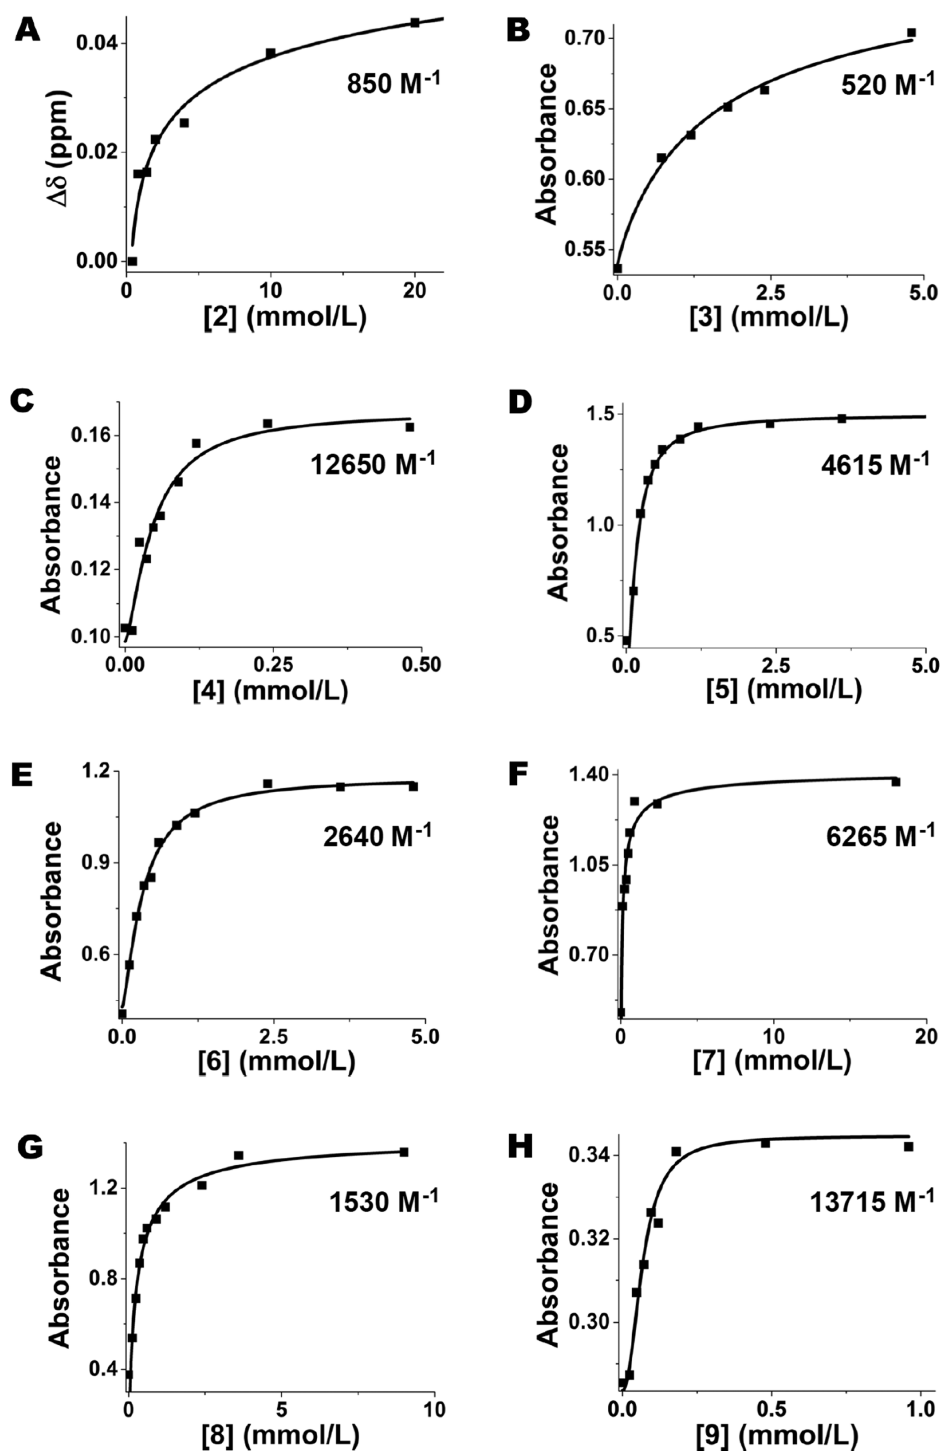 A
Δδ (ppm)
0.04
0.02
0.00
850 M-1
0
10
20
[2] (mmol/L)
B
Absorbance
0.70
0.65
0.60
0.55
520 M-1
0.0
2.5
5.0
[3] (mmol/L)
C
Absorbance
0.16
0.14
0.12
0.10
12650 M-1
0.00
0.25
0.50
[4] (mmol/L)
D
Absorbance
1.5
1.0
0.5
4615 M-1
0.0
2.5
5.0
[5] (mmol/L)
E
Absorbance
1.2
0.9
0.6
2640 M-1
0.0
2.5
5.0
[6] (mmol/L)
F
Absorbance
1.40
1.05
0.70
6265 M-1
0
10
20
[7] (mmol/L)
G
Absorbance
1.2
0.8
0.4
1530 M-1
0
5
10
[8] (mmol/L)
H
Absorbance
0.34
0.32
0.30
13715 M-1
0.0
0.5
1.0
[9] (mmol/L)